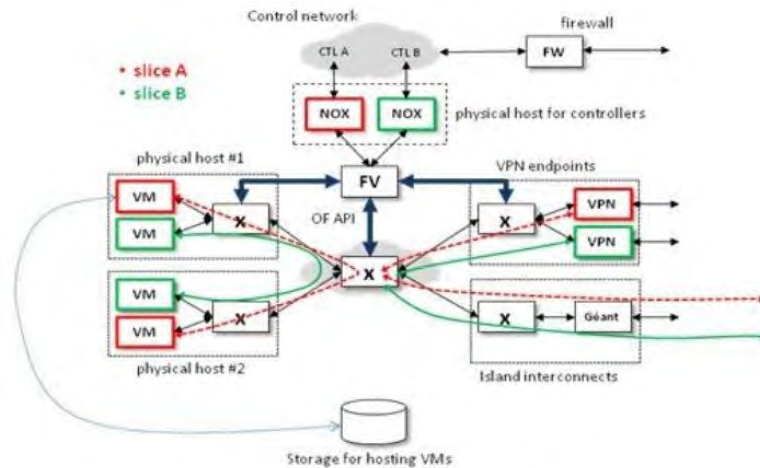 Control network
firewall
CTL A
CTL B
FW
• slice A
• slice B
NOX
NOX
physical host for controllers
physical host #1
VPN endpoints
FV
VM
X
OF API
X
VPN
VM
VPN
X
VM
X
X
Géant
VM
physical host #2
Island interconnects
Storage for hosting VMs